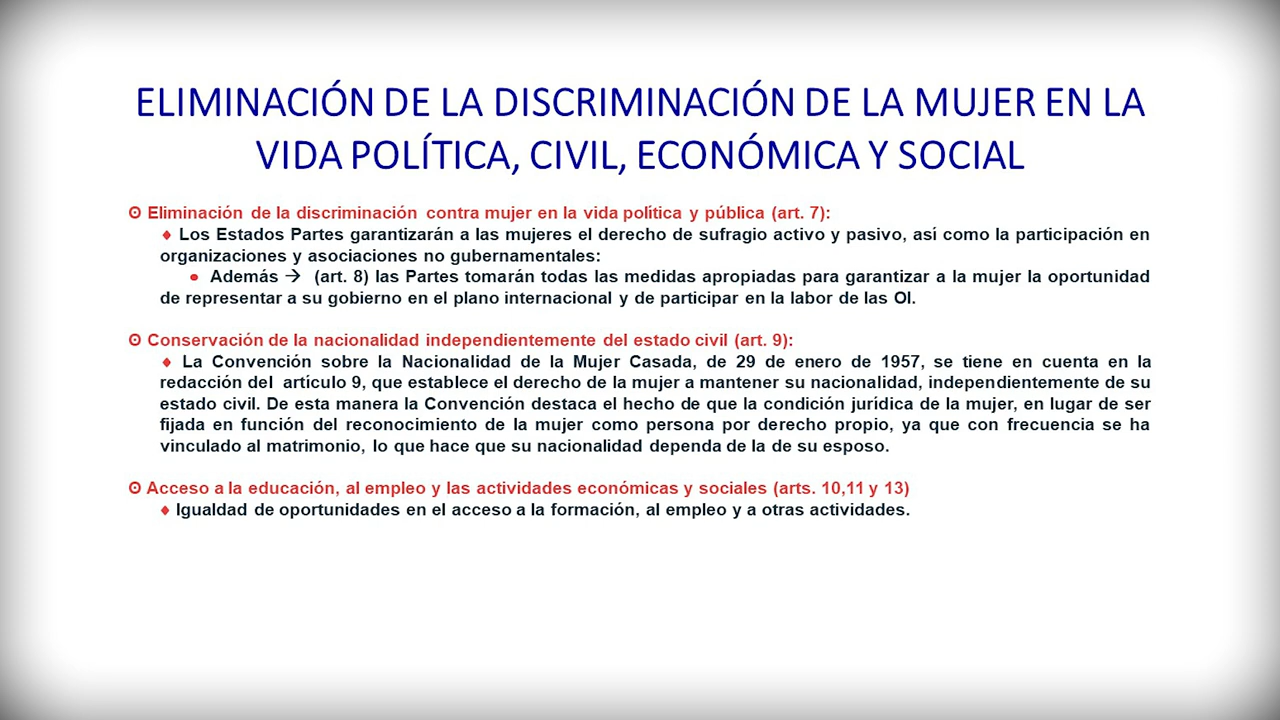 ELIMINACIÓN DE LA DISCRIMINACIÓN DE LA MUJER EN LA
VIDA POLÍTICA, CIVIL, ECONÓMICA Y SOCIAL
ʘ Eliminación de la discriminación contra mujer en la vida política y pública (art. 7):
♦ Los Estados Partes garantizarán a las mujeres el derecho de sufragio activo y pasivo, así como la participación en
organizaciones y asociaciones no gubernamentales:
• Además → (art. 8) las Partes tomarán todas las medidas apropiadas para garantizar a la mujer la oportunidad
de representar a su gobierno en el plano internacional y de participar en la labor de las OI.
ʘ Conservación de la nacionalidad independientemente del estado civil (art. 9):
♦ La Convención sobre la Nacionalidad de la Mujer Casada, de 29 de enero de 1957, se tiene en cuenta en la
redacción del artículo 9, que establece el derecho de la mujer a mantener su nacionalidad, independientemente de su
estado civil. De esta manera la Convención destaca el hecho de que la condición jurídica de la mujer, en lugar de ser
fijada en función del reconocimiento de la mujer como persona por derecho propio, ya que con frecuencia se ha
vinculado al matrimonio, lo que hace que su nacionalidad dependa de la de su esposo.
ʘ Acceso a la educación, al empleo y las actividades económicas y sociales (arts. 10,11 y 13)
♦ Igualdad de oportunidades en el acceso a la formación, al empleo y a otras actividades.